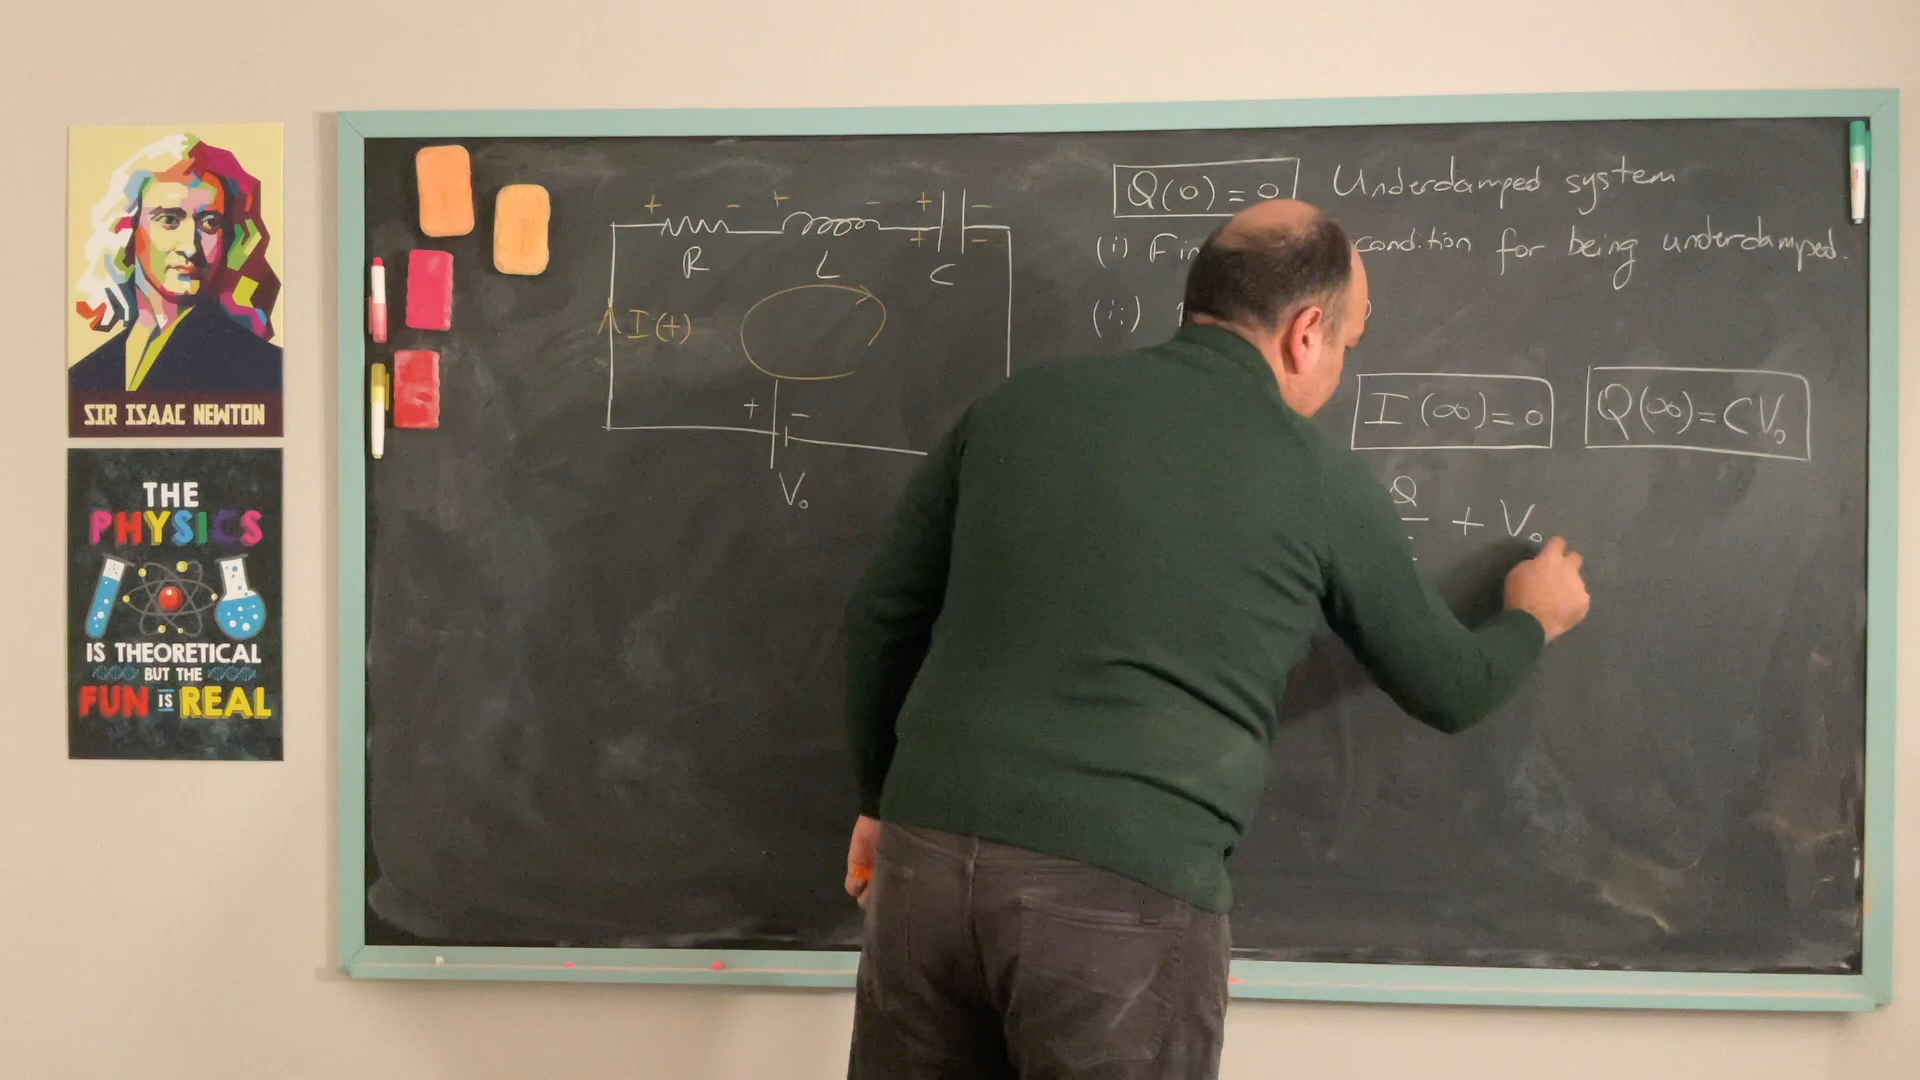 SIR ISAAC NEWTON
THE
PHYSICS
IS THEORETICAL
BUT THE
FUN IS REAL
+ - + - + -
+ -
R L C
I(t)
+ -
V₀
Q(0) = 0 Underdamped system
(i) condition for being underdamped.
(ii)
I(∞)=0 Q(∞)=CV₀
Q
+ V₀